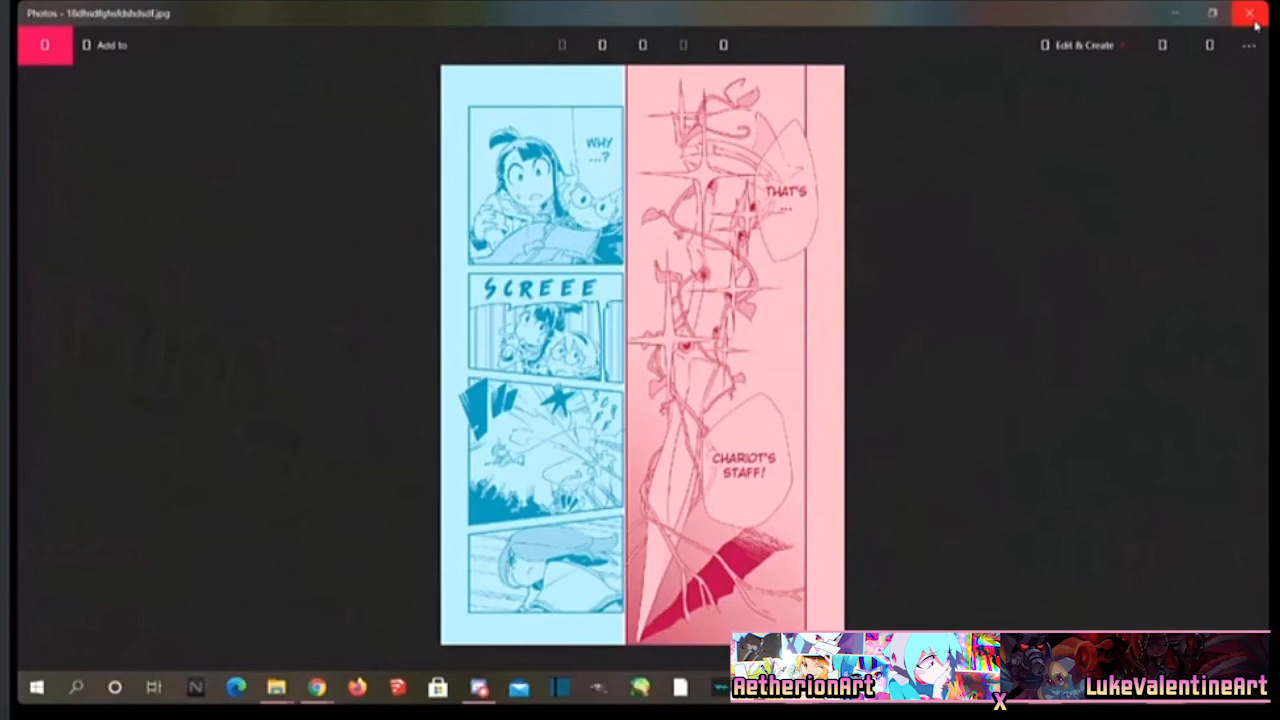 Add to
Edit & Create
WHY
...?
SCREEE
THAT'S
...
CHARIOT'S
STAFF!
AetherionArt
X
LukeValentineArt